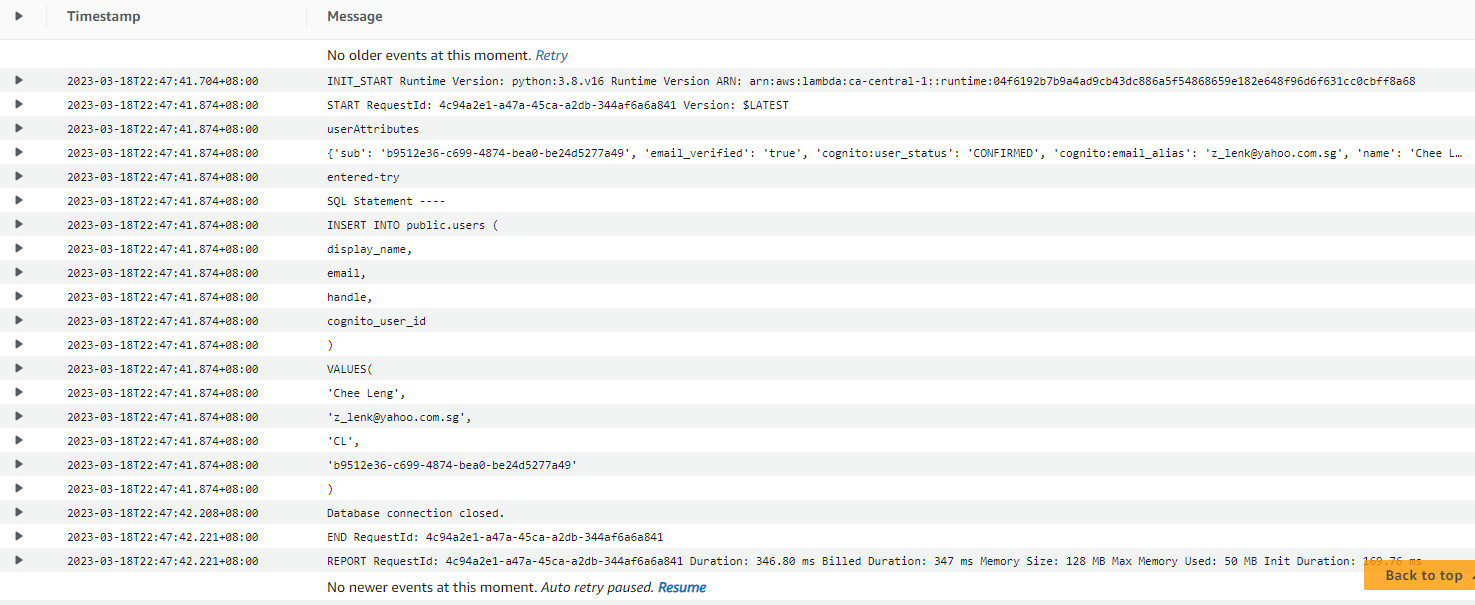 Timestamp Message
No older events at this moment. Retry
2023-03-18T22:47:41.704+08:00 INIT_START Runtime Version: python:3.8.v16 Runtime Version ARN: arn:aws:lambda:ca-central-1::runtime:04f6192b7b9a4ad9cb43dc886a5f54868659e182e648f96d6f631cc0cbff8a68
2023-03-18T22:47:41.874+08:00 START RequestId: 4c94a2e1-a47a-45ca-a2db-344af6a6a841 Version: $LATEST
2023-03-18T22:47:41.874+08:00 userAttributes
2023-03-18T22:47:41.874+08:00 {'sub': 'b9512e36-c699-4874-bea0-be24d5277a49', 'email_verified': 'true', 'cognito:user_status': 'CONFIRMED', 'cognito:email_alias': 'z_lenk@yahoo.com.sg', 'name': 'Chee L…
2023-03-18T22:47:41.874+08:00 entered-try
2023-03-18T22:47:41.874+08:00 SQL Statement ----
2023-03-18T22:47:41.874+08:00 INSERT INTO public.users (
2023-03-18T22:47:41.874+08:00 display_name,
2023-03-18T22:47:41.874+08:00 email,
2023-03-18T22:47:41.874+08:00 handle,
2023-03-18T22:47:41.874+08:00 cognito_user_id
2023-03-18T22:47:41.874+08:00 )
2023-03-18T22:47:41.874+08:00 VALUES(
2023-03-18T22:47:41.874+08:00 'Chee Leng',
2023-03-18T22:47:41.874+08:00 'z_lenk@yahoo.com.sg',
2023-03-18T22:47:41.874+08:00 'CL',
2023-03-18T22:47:41.874+08:00 'b9512e36-c699-4874-bea0-be24d5277a49'
2023-03-18T22:47:41.874+08:00 )
2023-03-18T22:47:42.208+08:00 Database connection closed.
2023-03-18T22:47:42.221+08:00 END RequestId: 4c94a2e1-a47a-45ca-a2db-344af6a6a841
2023-03-18T22:47:42.221+08:00 REPORT RequestId: 4c94a2e1-a47a-45ca-a2db-344af6a6a841 Duration: 346.80 ms Billed Duration: 347 ms Memory Size: 128 MB Max Memory Used: 50 MB Init Duration: 169.76 ms
Back to top
No newer events at this moment. Auto retry paused. Resume